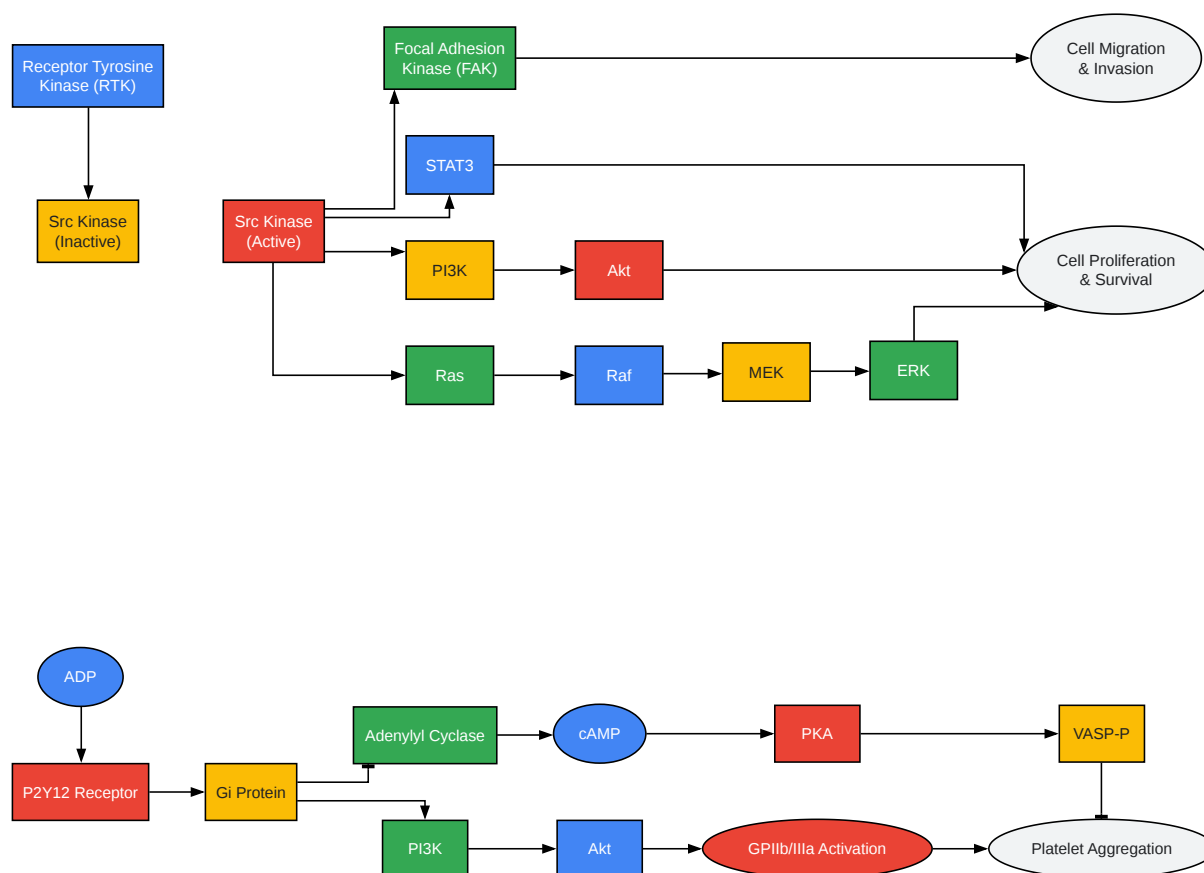 Receptor Tyrosine
Kinase (RTK)
Focal Adhesion
Kinase (FAK)
Cell Migration
& Invasion
STAT3
Src Kinase
(Inactive)
Src Kinase
(Active)
PI3K
Akt
Cell Proliferation
& Survival
Ras
Raf
MEK
ERK
ADP
Adenylyl Cyclase
cAMP
PKA
VASP-P
P2Y12 Receptor
Gi Protein
PI3K
Akt
GPIIb/IIIa Activation
Platelet Aggregation